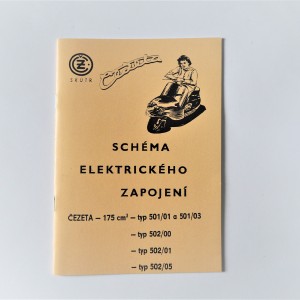 ČZ
SKÚTR
Čezeta
SCHÉMA
ELEKTRICKÉHO
ZAPOJENÍ
ČEZETA — 175 cm³ — typ 501/01 a 501/03
— typ 502/00
— typ 502/01
— typ 502/05